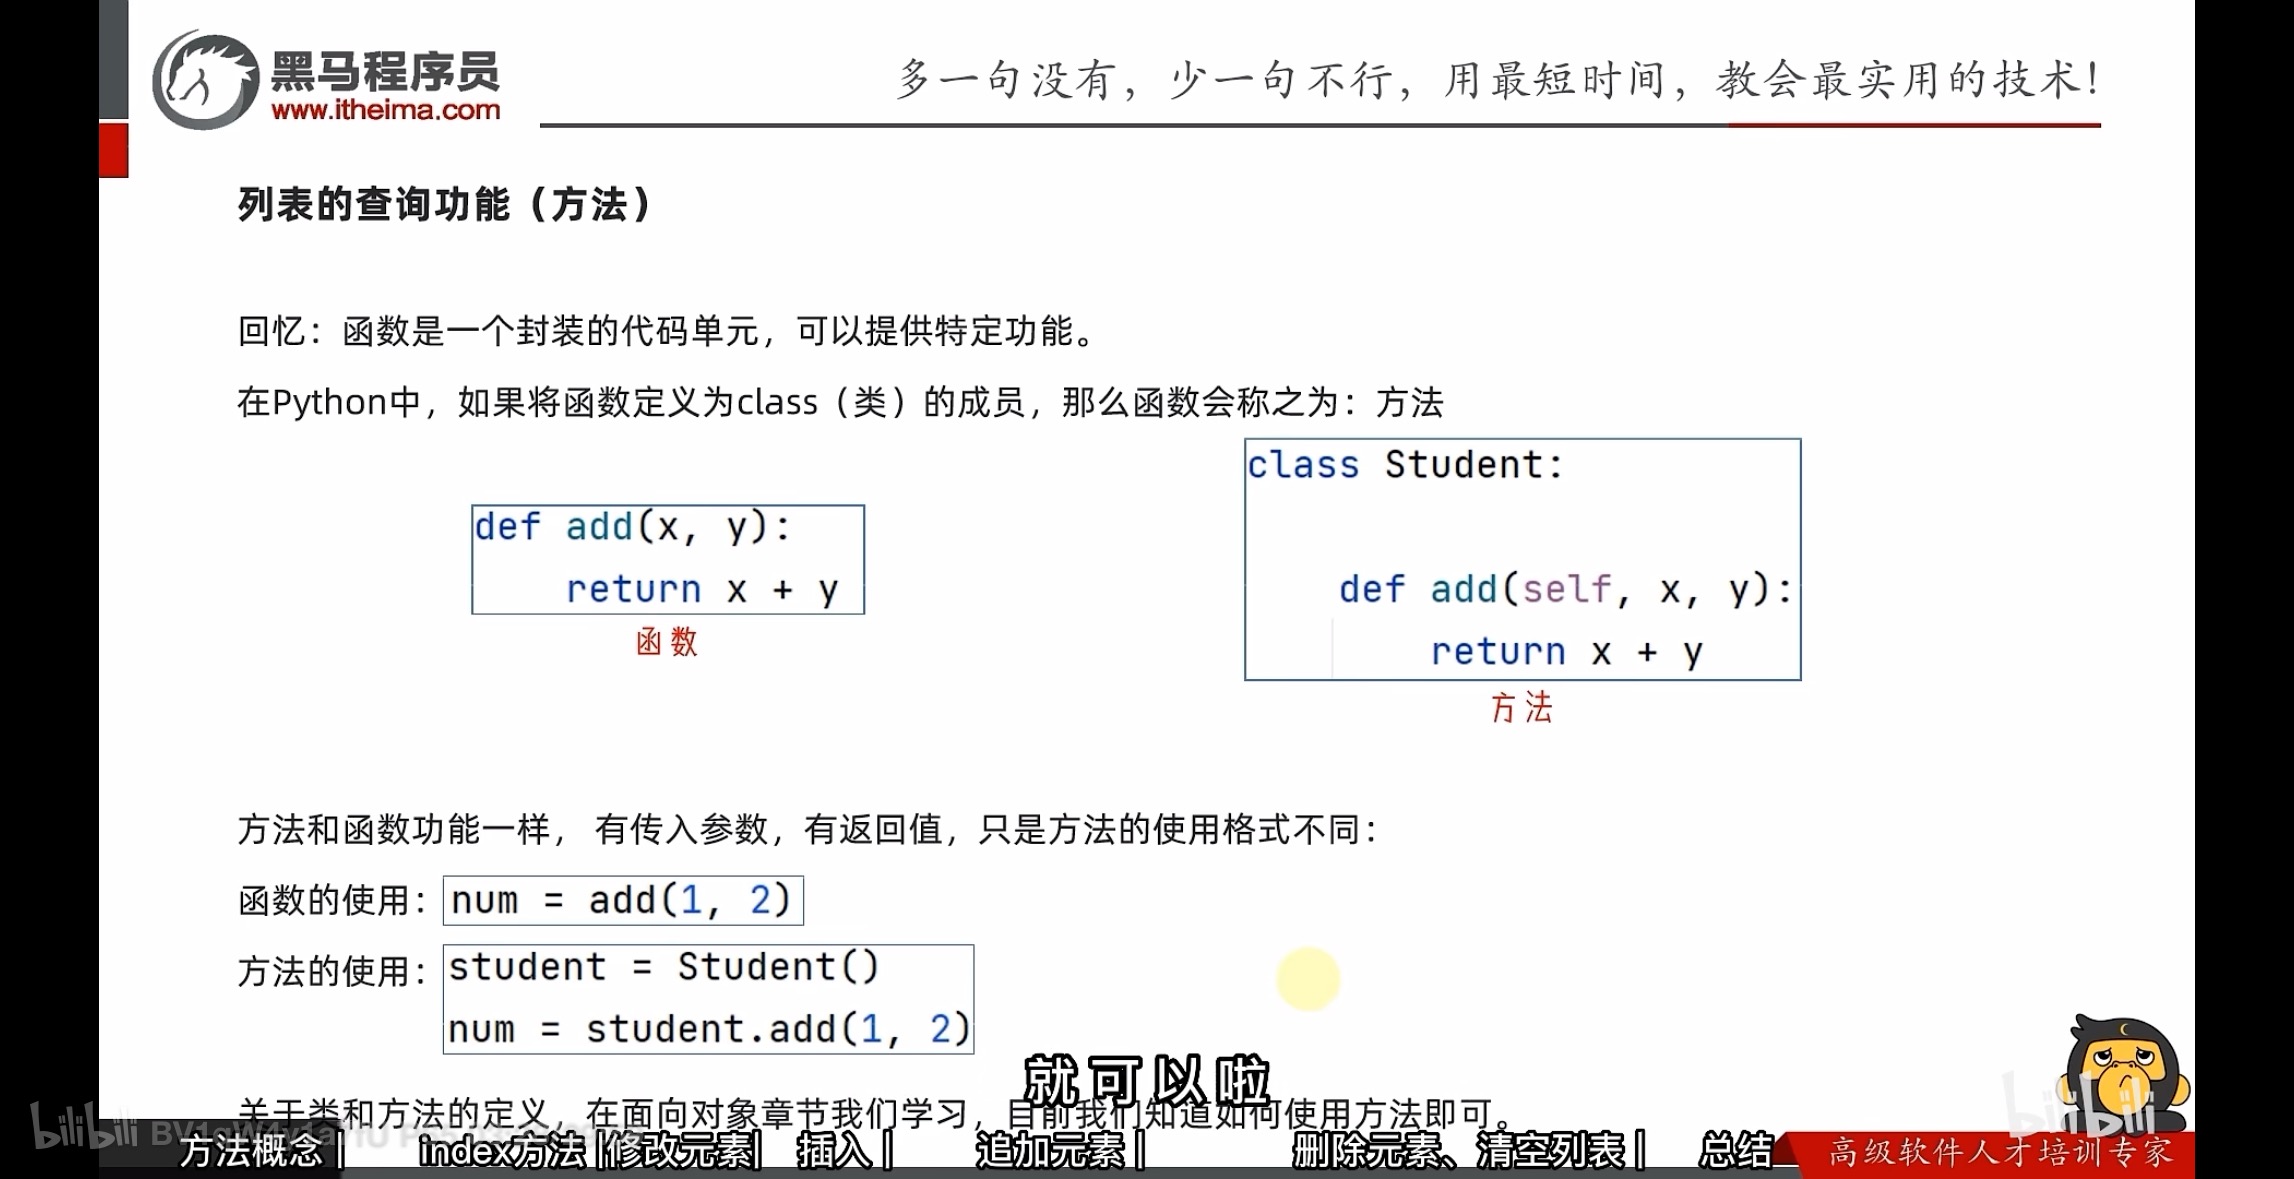 黑马程序员
www.itheima.com
多一句没有，少一句不行，用最短时间，教会最实用的技术！
列表的查询功能（方法）
回忆：函数是一个封装的代码单元，可以提供特定功能。
在Python中，如果将函数定义为class（类）的成员，那么函数会称之为：方法
def add(x, y):
    return x + y
函数
class Student:
    def add(self, x, y):
        return x + y
方法
方法和函数功能一样， 有传入参数，有返回值，只是方法的使用格式不同：
函数的使用：num = add(1, 2)
方法的使用：student = Student()
num = student.add(1, 2)
就可以啦
关于类和方法的定义，在面向对象章节我们学习，目前我们知道如何使用方法即可。
bilibili
方法概念 | index方法 |修改元素| 插入 | 追加元素 | 删除元素、清空列表 | 总结
bilibili
高级软件人才培训专家